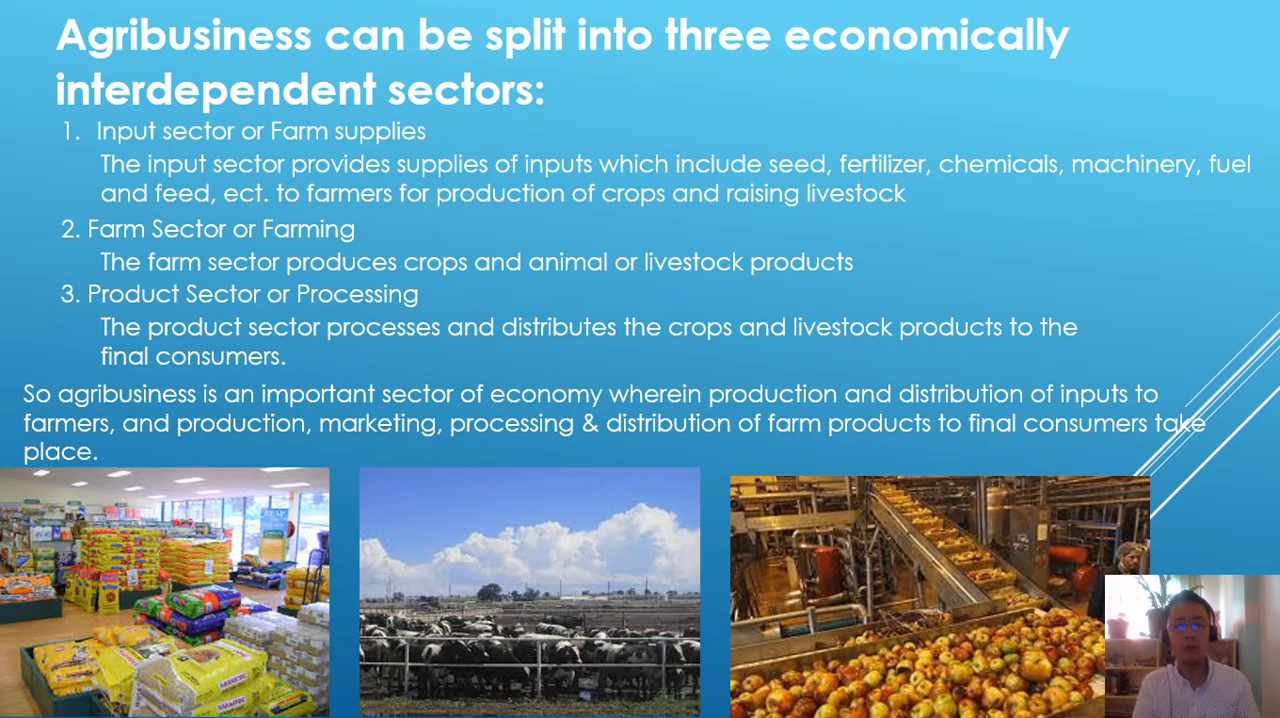 Agribusiness can be split into three economically
interdependent sectors:
1. Input sector or Farm supplies
The input sector provides supplies of inputs which include seed, fertilizer, chemicals, machinery, fuel
and feed, ect. to farmers for production of crops and raising livestock
2. Farm Sector or Farming
The farm sector produces crops and animal or livestock products
3. Product Sector or Processing
The product sector processes and distributes the crops and livestock products to the
final consumers.
So agribusiness is an important sector of economy wherein production and distribution of inputs to
farmers, and production, marketing, processing & distribution of farm products to final consumers take
place.